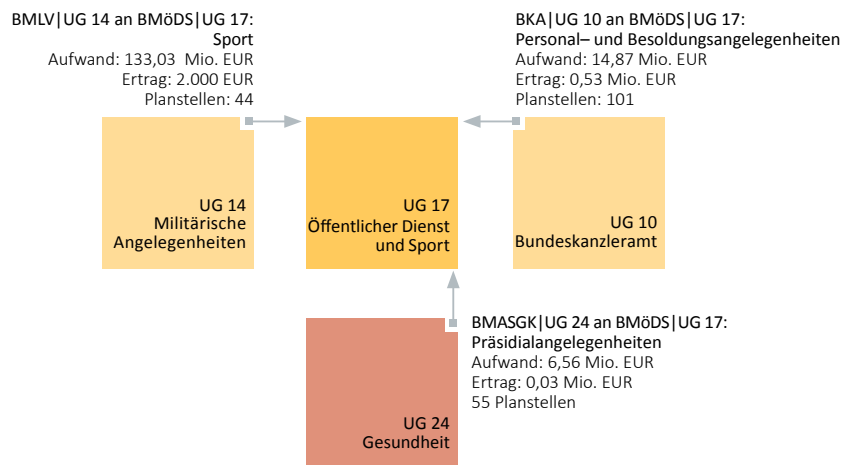 BMLV|UG 14 an BMöDS|UG 17:
Sport
Aufwand: 133,03 Mio. EUR
Ertrag: 2.000 EUR
Planstellen: 44
BKA|UG 10 an BMöDS|UG 17:
Personal– und Besoldungsangelegenheiten
Aufwand: 14,87 Mio. EUR
Ertrag: 0,53 Mio. EUR
Planstellen: 101
UG 14
Militärische
Angelegenheiten
UG 17
Öffentlicher Dienst
und Sport
UG 10
Bundeskanzleramt
BMASGK|UG 24 an BMöDS|UG 17:
Präsidialangelegenheiten
Aufwand: 6,56 Mio. EUR
Ertrag: 0,03 Mio. EUR
55 Planstellen
UG 24
Gesundheit